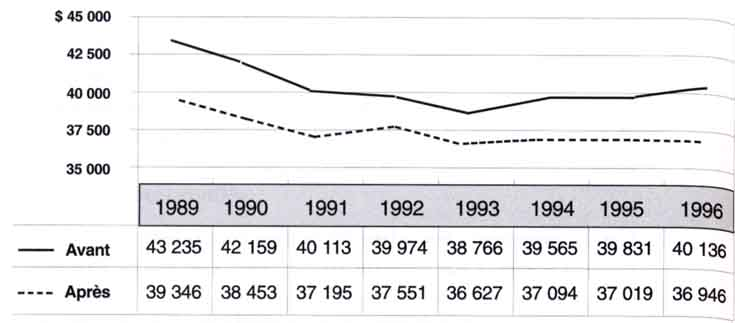 $ 45 000
42 500
40 000
37 500
35 000
1989 1990 1991 1992 1993 1994 1995 1996
Avant 43 235 42 159 40 113 39 974 38 766 39 565 39 831 40 136
Après 39 346 38 453 37 195 37 551 36 627 37 094 37 019 36 946